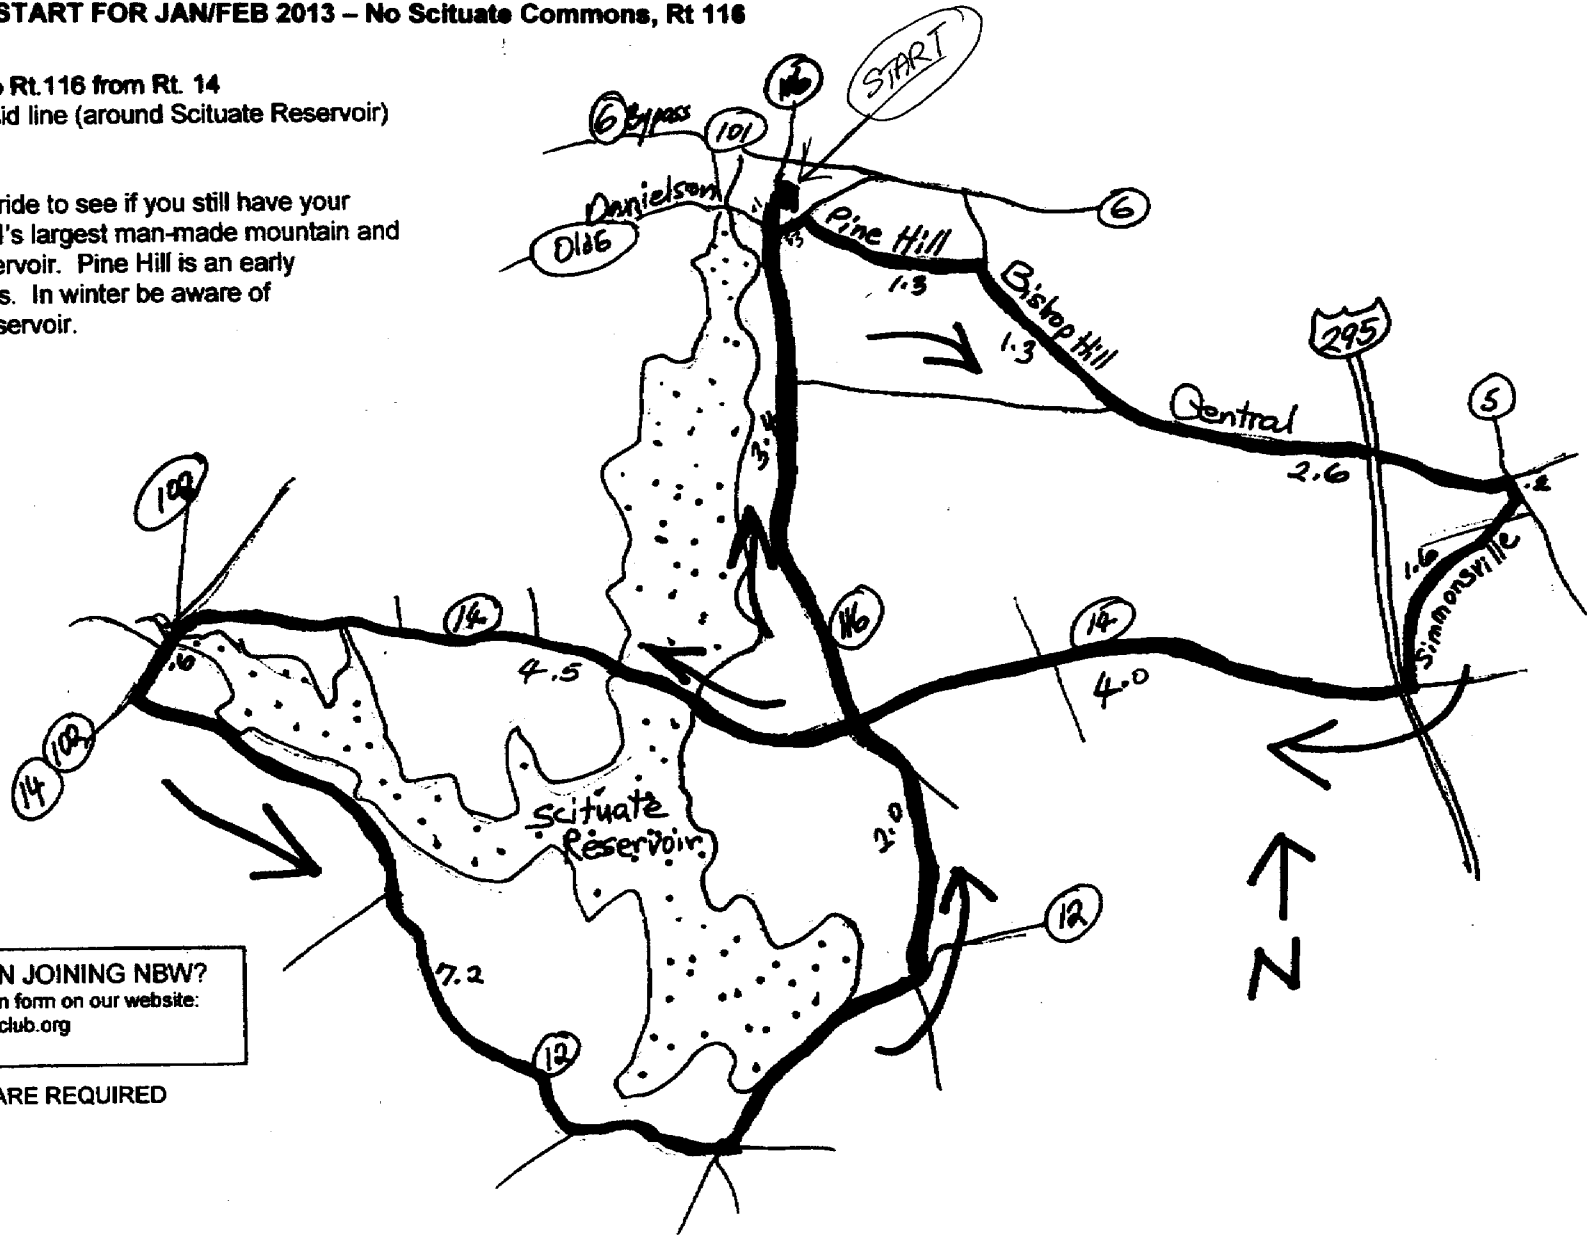 START FOR JAN/FEB 2013 – No Scituate Commons, Rt 116
Rt.116 from Rt. 14
id line (around Scituate Reservoir)
ride to see if you still have your
l's largest man-made mountain and
ervoir. Pine Hill is an early
s. In winter be aware of
servoir.
116
START
6 Bypass
101
Danielson
Old 6
6
Pine Hill
1.3
Bishop Hill
1.3
295
Central
5
2.6
.2
3.4
102
1.6
Simmonsville
14
116
14
4.5
4.0
.6
102
14
Scituate
Reservoir
2.0
12
7.2
N
12
N JOINING NBW?
n form on our website:
club.org
ARE REQUIRED